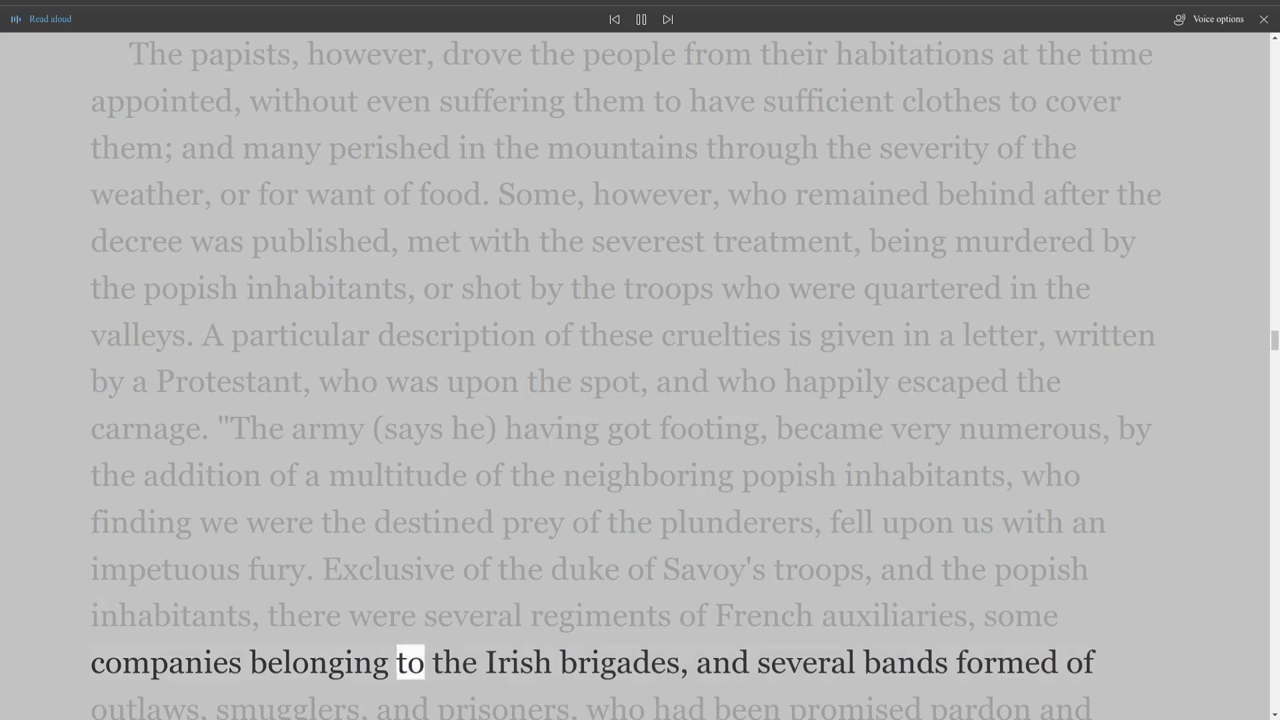 Read aloud
Voice options
The papists, however, drove the people from their habitations at the time
appointed, without even suffering them to have sufficient clothes to cover
them; and many perished in the mountains through the severity of the
weather, or for want of food. Some, however, who remained behind after the
decree was published, met with the severest treatment, being murdered by
the popish inhabitants, or shot by the troops who were quartered in the
valleys. A particular description of these cruelties is given in a letter, written
by a Protestant, who was upon the spot, and who happily escaped the
carnage. "The army (says he) having got footing, became very numerous, by
the addition of a multitude of the neighboring popish inhabitants, who
finding we were the destined prey of the plunderers, fell upon us with an
impetuous fury. Exclusive of the duke of Savoy's troops, and the popish
inhabitants, there were several regiments of French auxiliaries, some
companies belonging to the Irish brigades, and several bands formed of
outlaws, smugglers, and prisoners, who had been promised pardon and